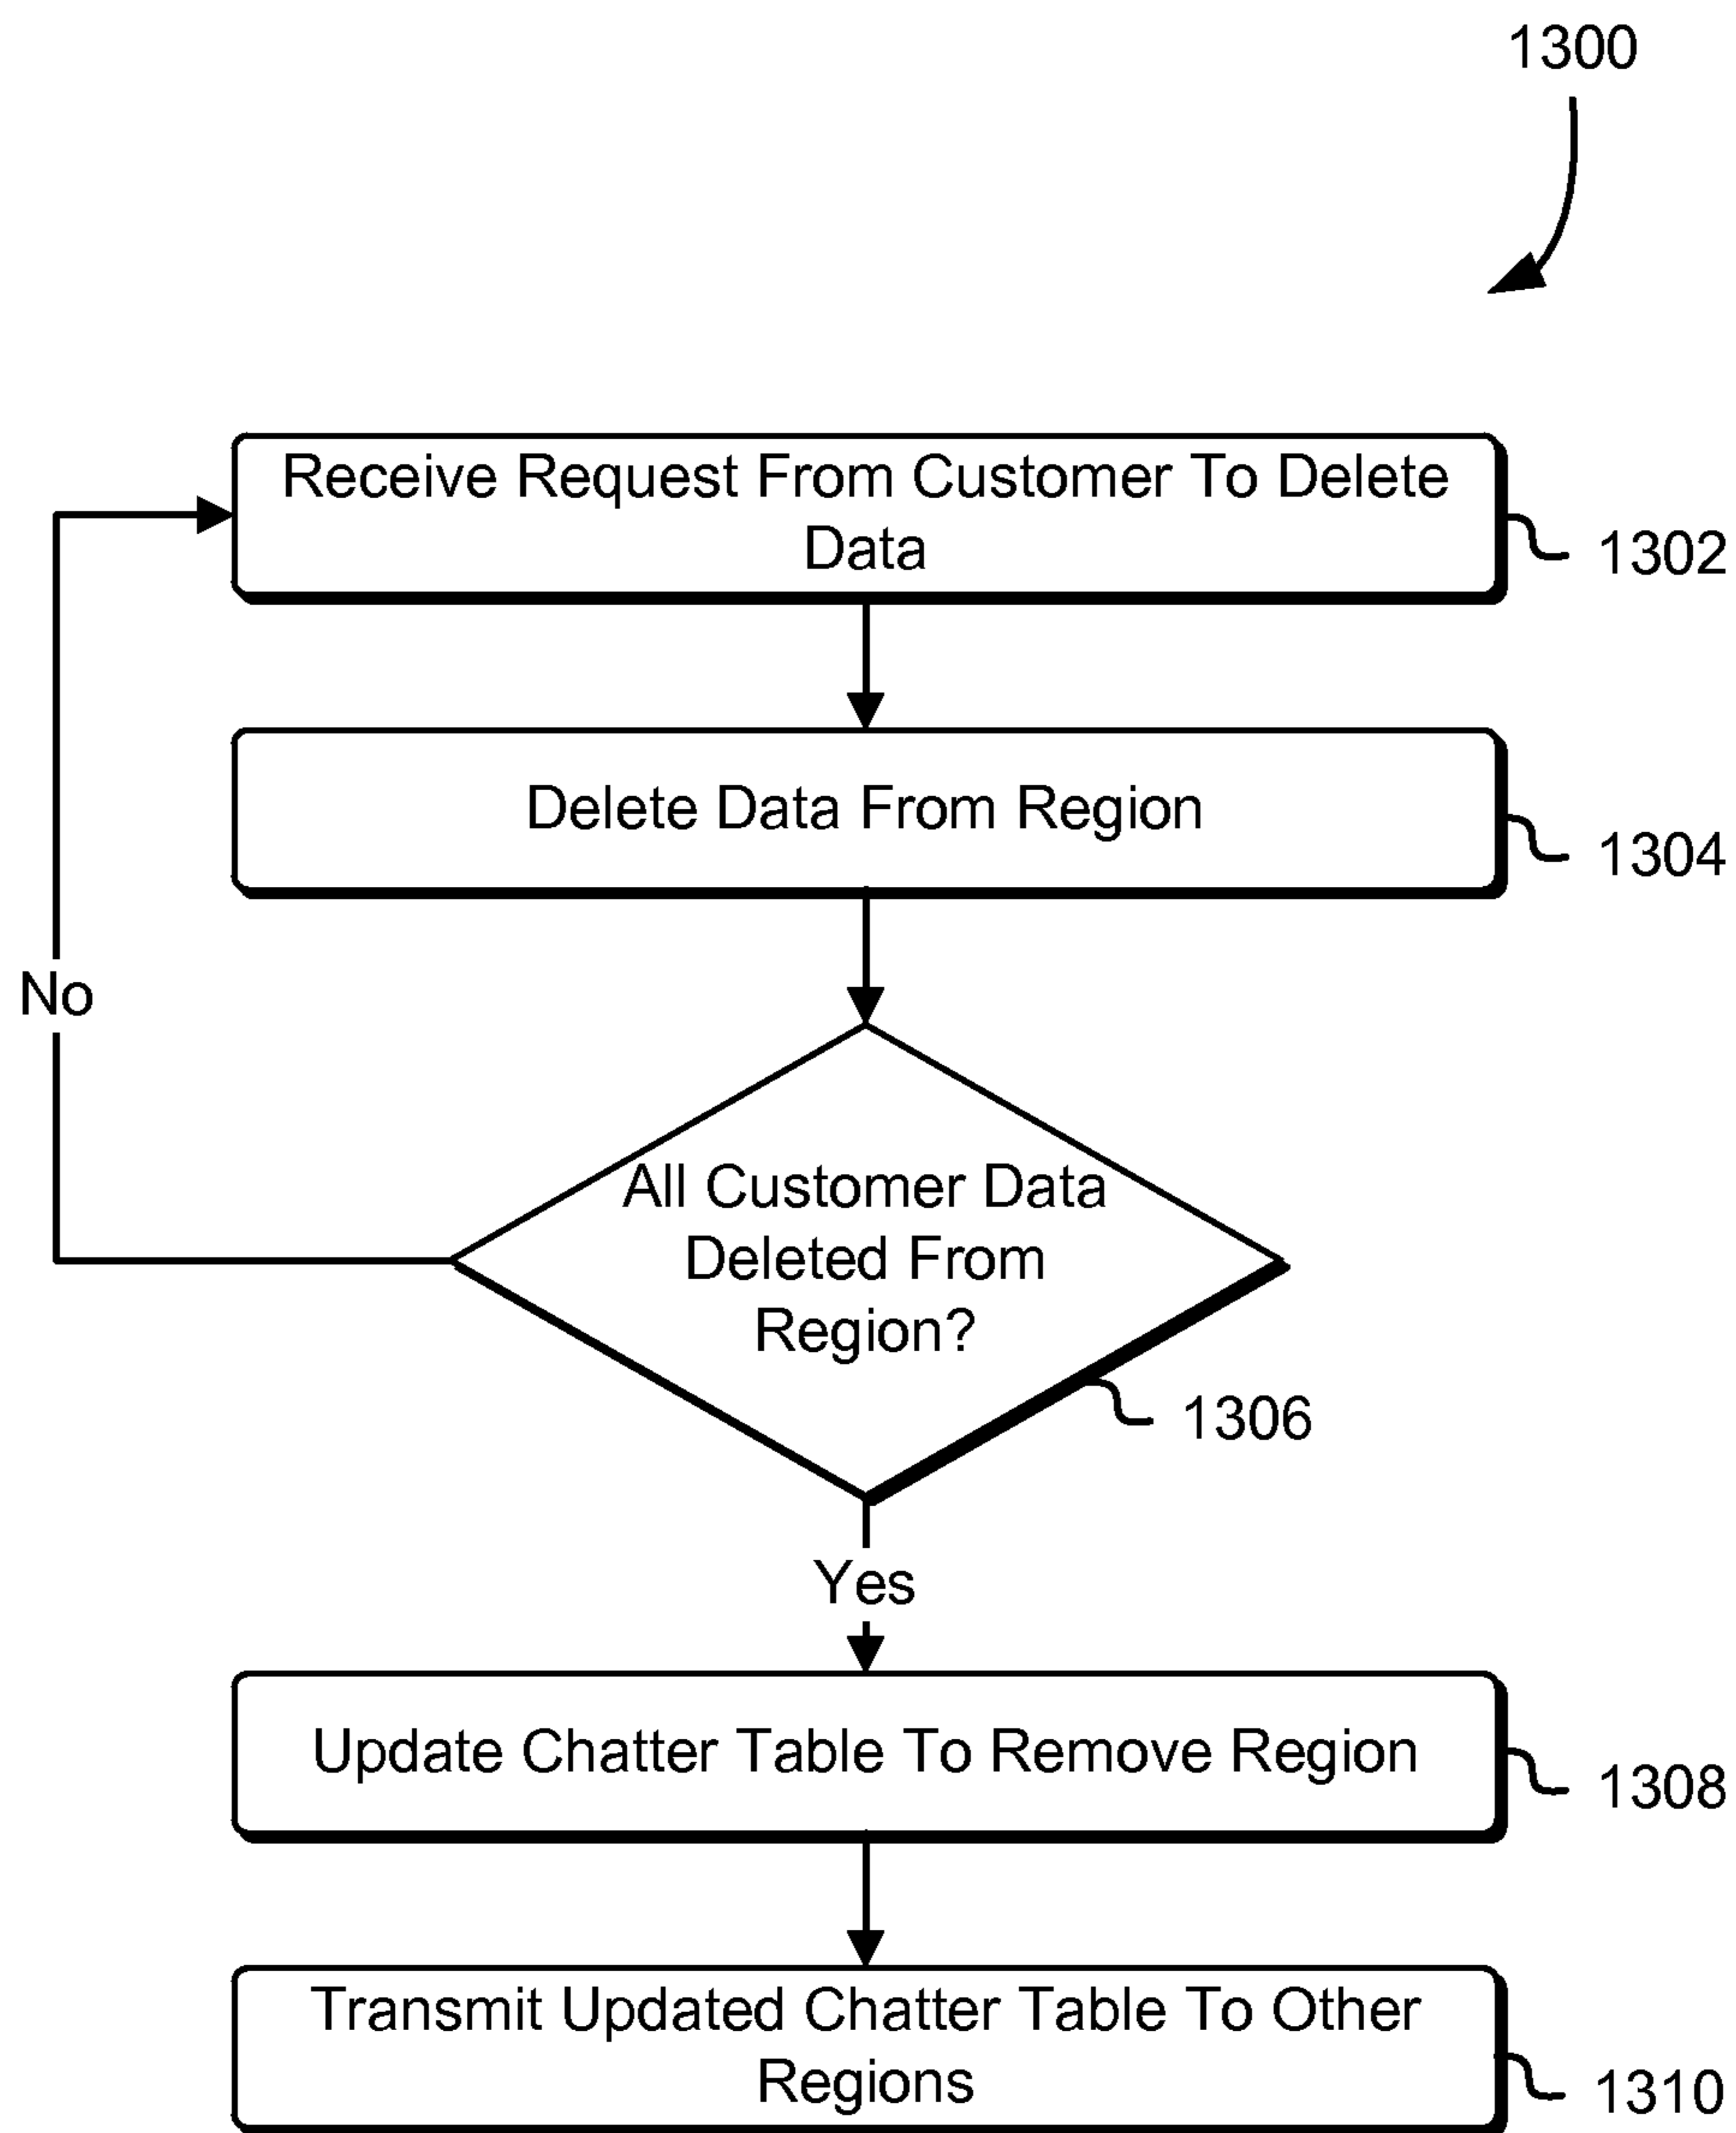 1300
Receive Request From Customer To Delete
Data
1302
Delete Data From Region
1304
No
All Customer Data
Deleted From
Region?
1306
Yes
Update Chatter Table To Remove Region
1308
Transmit Updated Chatter Table To Other
Regions
1310